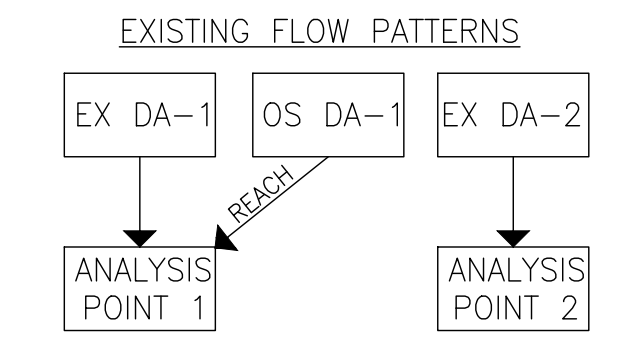 EXISTING FLOW PATTERNS
EX DA-1
OS DA-1
EX DA-2
REACH
ANALYSIS
POINT 1
ANALYSIS
POINT 2